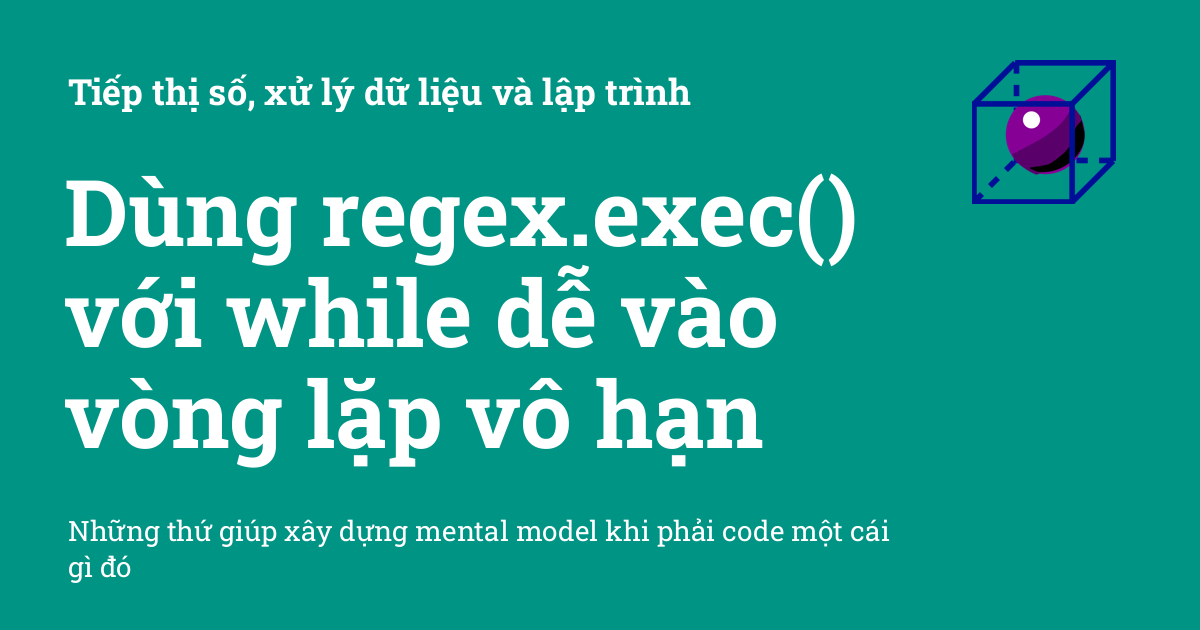 Tiếp thị số, xử lý dữ liệu và lập trình
Dùng regex.exec()
với while dễ vào
vòng lặp vô hạn
Những thứ giúp xây dựng mental model khi phải code một cái
gì đó